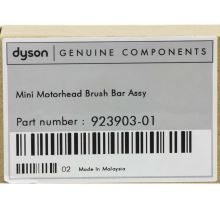 dyson GENUINE COMPONENTS
Mini Motorhead Brush Bar Assy
Part number : 923903-01
02 Made In Malaysia